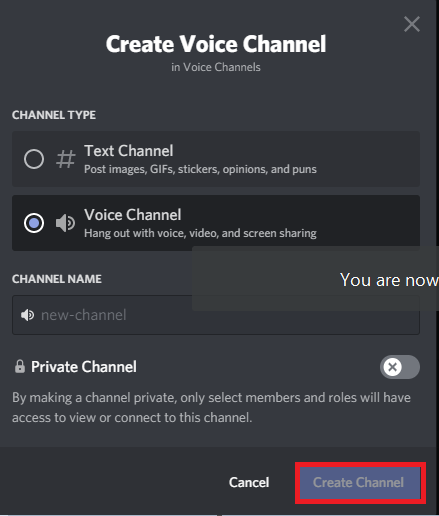 Create Voice Channel
in Voice Channels
CHANNEL TYPE
Text Channel
Post images, GIFs, stickers, opinions, and puns
Voice Channel
Hang out with voice, video, and screen sharing
CHANNEL NAME
You are now
new-channel
Private Channel
By making a channel private, only select members and roles will have
access to view or connect to this channel.
Cancel
Create Channel